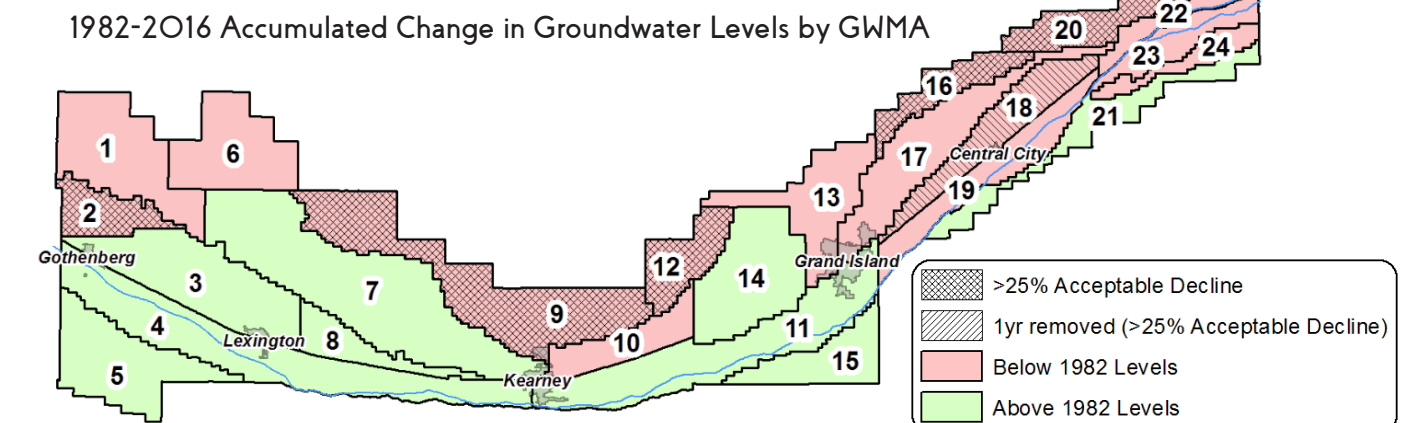 1982-2016 Accumulated Change in Groundwater Levels by GWMA
22
20
23
24
16
18
21
1
6
17
Central City
13
19
2
Gothenberg
Grand Island
12
14
3
7
>25% Acceptable Decline
9
4
11
1yr removed (>25% Acceptable Decline)
Lexington
8
10
15
5
Below 1982 Levels
Kearney
Above 1982 Levels